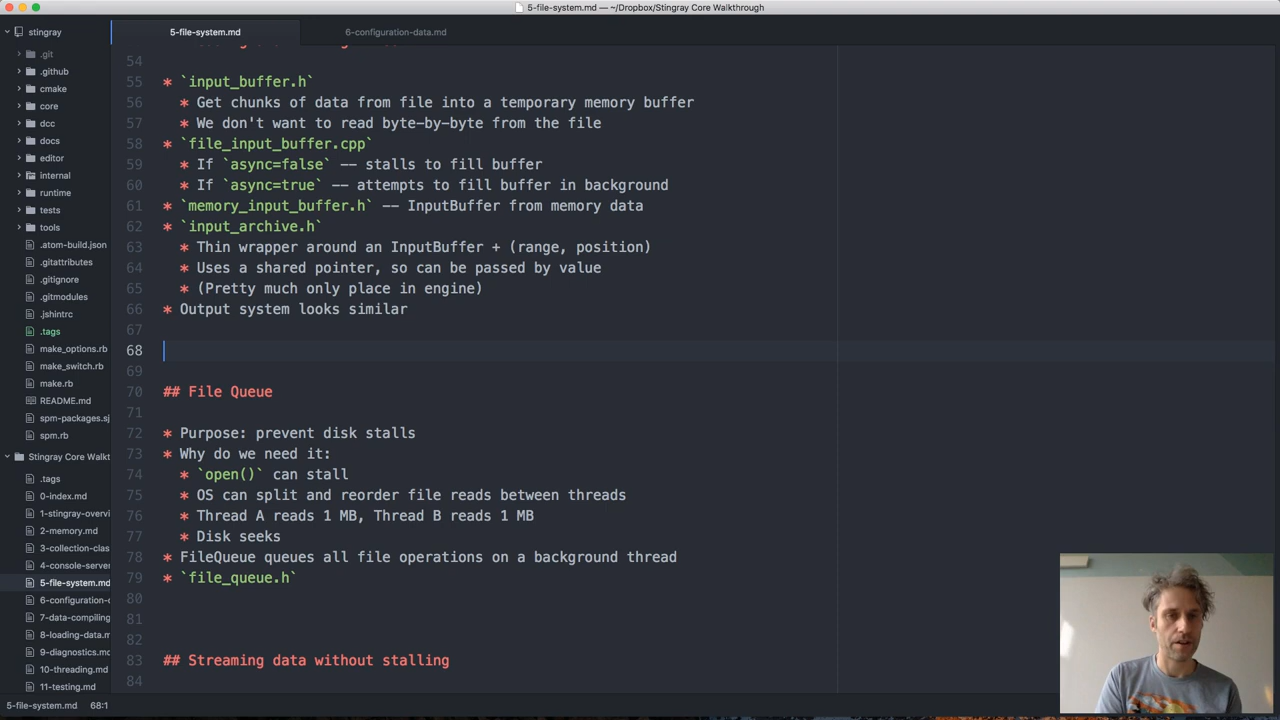 5-file-system.md — ~/Dropbox/Stingray Core Walkthrough
stingray
.git
.github
cmake
core
dcc
docs
editor
internal
runtime
tests
tools
.atom-build.json
.gitattributes
.gitignore
.gitmodules
.jshintrc
.tags
make_options.rb
make_switch.rb
make.rb
README.md
spm-packages.sj
spm.rb
Stingray Core Walkt
.tags
0-index.md
1-stingray-overvi
2-memory.md
3-collection-clas
4-console-server
5-file-system.md
6-configuration-d
7-data-compiling
8-loading-data.m
9-diagnostics.mc
10-threading.md
11-testing.md
5-file-system.md
6-configuration-data.md
54
55 * `input_buffer.h`
56 * Get chunks of data from file into a temporary memory buffer
57 * We don't want to read byte-by-byte from the file
58 * `file_input_buffer.cpp`
59 * If `async=false` -- stalls to fill buffer
60 * If `async=true` -- attempts to fill buffer in background
61 * `memory_input_buffer.h` -- InputBuffer from memory data
62 * `input_archive.h`
63 * Thin wrapper around an InputBuffer + (range, position)
64 * Uses a shared pointer, so can be passed by value
65 * (Pretty much only place in engine)
66 * Output system looks similar
67
68
69
70 ## File Queue
71
72 * Purpose: prevent disk stalls
73 * Why do we need it:
74 * `open()` can stall
75 * OS can split and reorder file reads between threads
76 * Thread A reads 1 MB, Thread B reads 1 MB
77 * Disk seeks
78 * FileQueue queues all file operations on a background thread
79 * `file_queue.h`
80
81
82
83 ## Streaming data without stalling
84
5-file-system.md 68:1